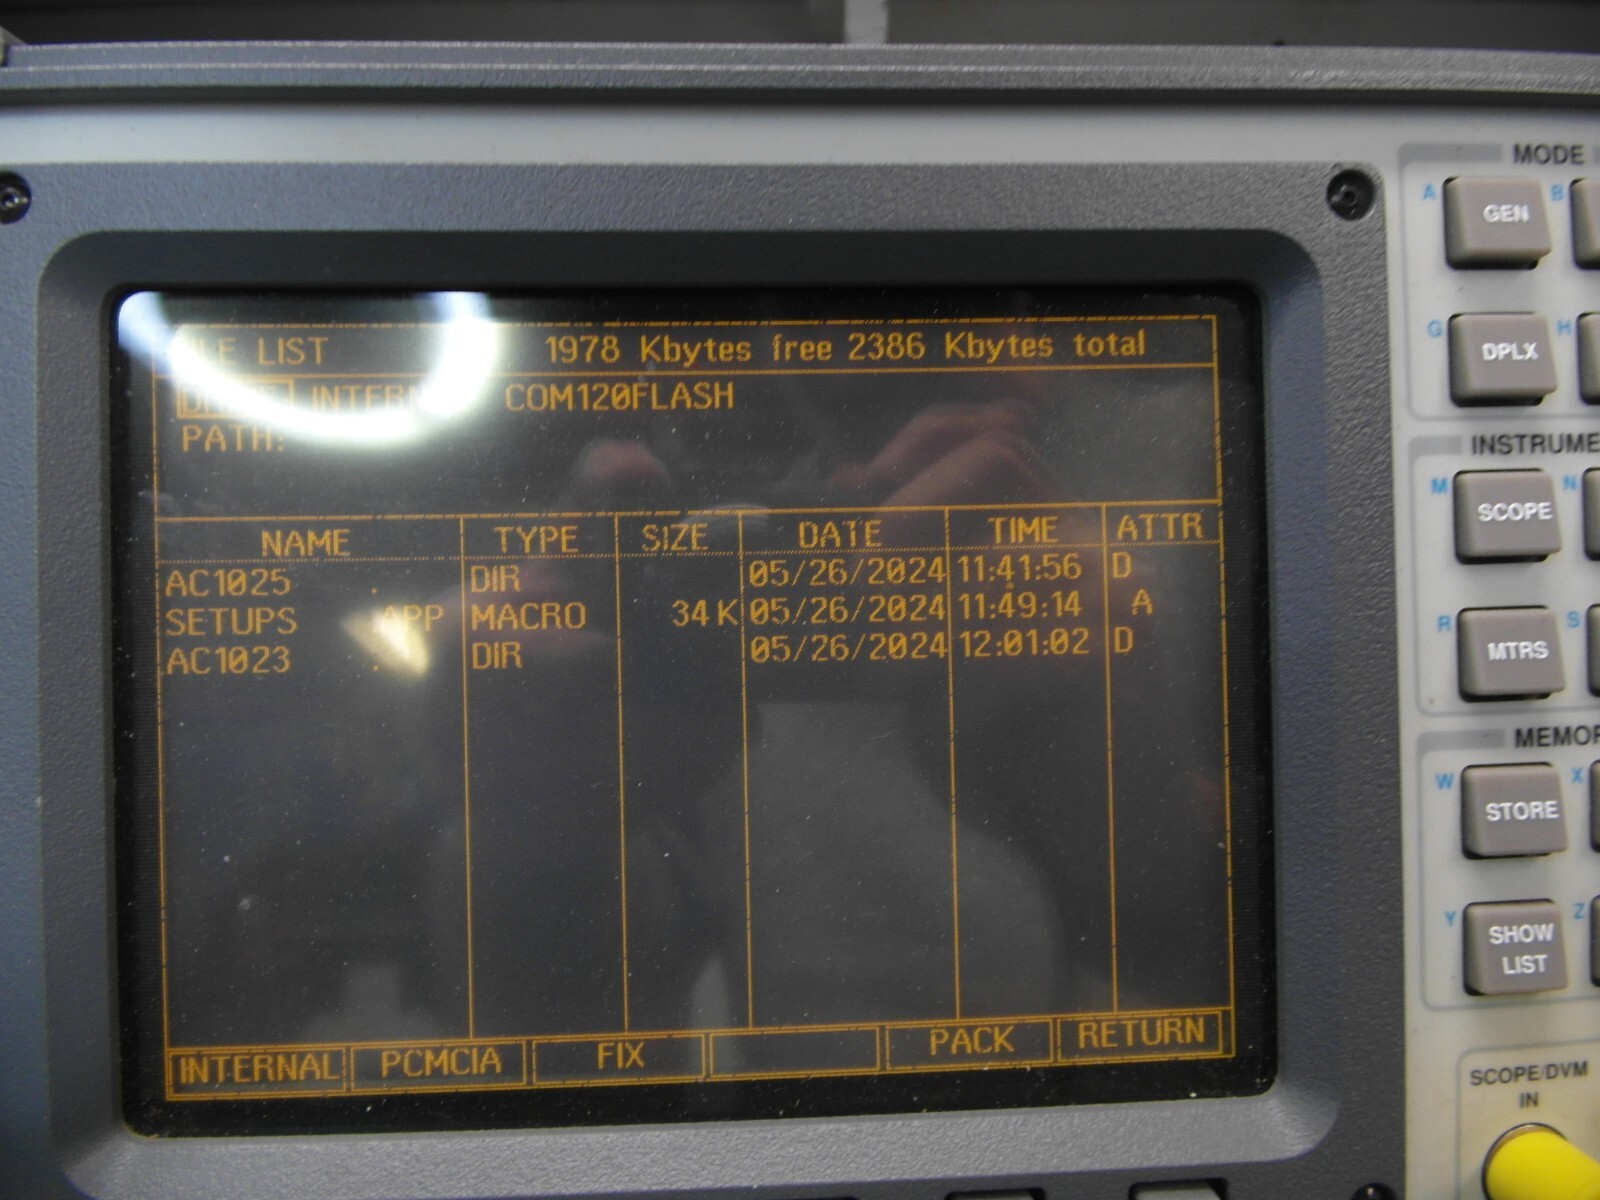 LIST 1978 Kbytes free 2386 Kbytes total
COM120FLASH
PATH:
NAME TYPE SIZE DATE TIME ATTR
AC1025 . DIR 05/26/2024 11:41:56 D
SETUPS APP MACRO 34 K 05/26/2024 11:49:14 A
AC1023 . DIR 05/26/2024 12:01:02 D
INTERNAL PCMCIA FIX PACK RETURN
MODE
A GEN B
G DPLX H
M SCOPE N
R MTRS S
W STORE X
Y SHOW LIST Z
SCOPE/DVM
IN